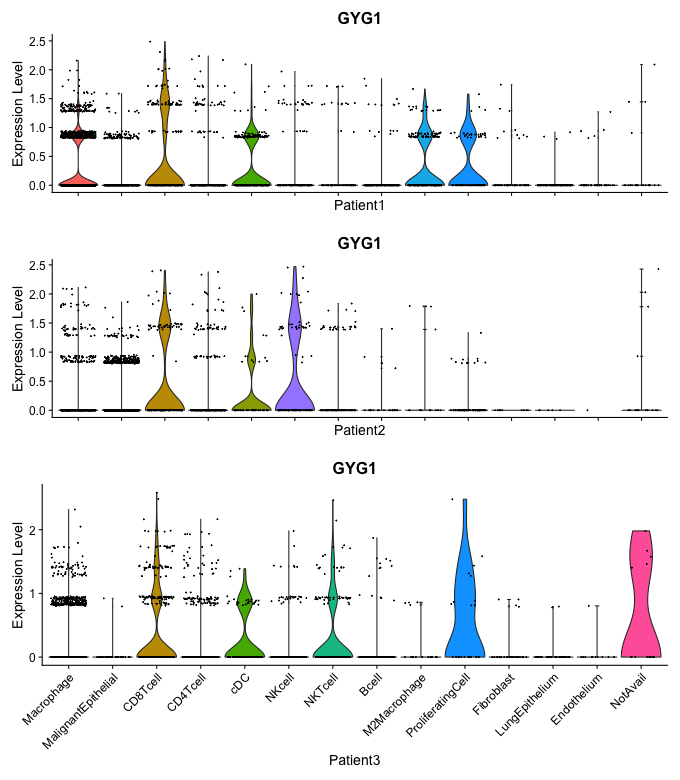 GYG1
Expression Level
2.5
2.0
1.5
1.0
0.5
0.0
Patient1
GYG1
Expression Level
2.5
2.0
1.5
1.0
0.5
0.0
Patient2
GYG1
Expression Level
2
1
0
Macrophage
MalignantEpithelial
CD8Tcell
CD4Tcell
cDC
NKcell
NKTcell
Bcell
M2Macrophage
ProliferatingCell
Fibroblast
LungEpithelium
Endothelium
NotAvail
Patient3